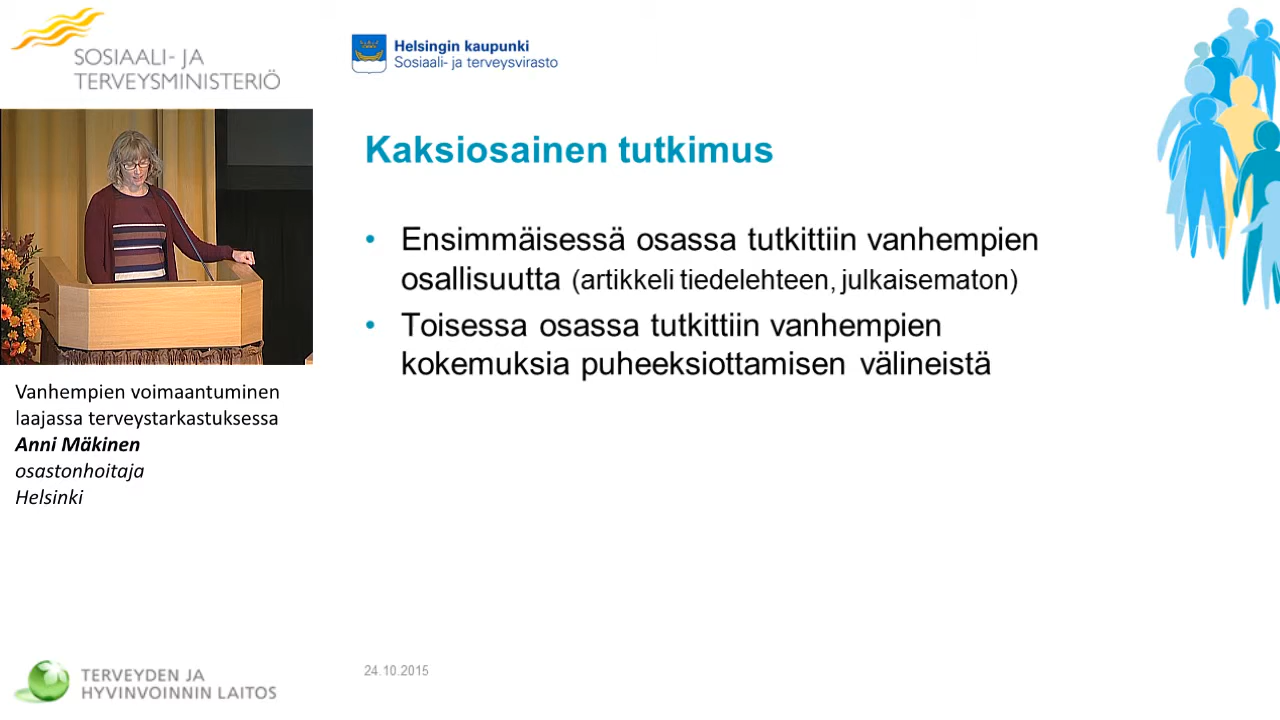 SOSIAALI- JA
TERVEYSMINISTERIÖ
Helsingin kaupunki
Sosiaali- ja terveysvirasto
Kaksiosainen tutkimus
• Ensimmäisessä osassa tutkittiin vanhempien
osallisuutta (artikkeli tiedelehteen, julkaisematon)
• Toisessa osassa tutkittiin vanhempien
kokemuksia puheeksiottamisen välineistä
Vanhempien voimaantuminen
laajassa terveystarkastuksessa
Anni Mäkinen
osastonhoitaja
Helsinki
TERVEYDEN JA
HYVINVOINNIN LAITOS
24.10.2015